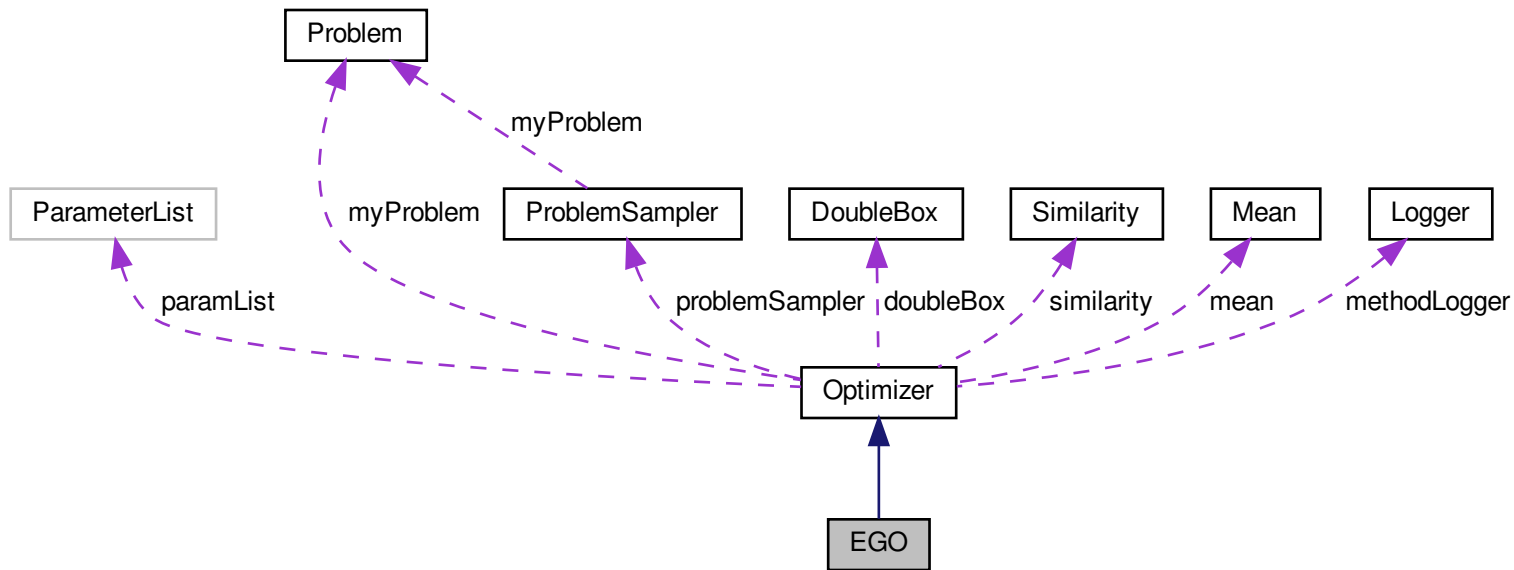 Problem
myProblem
ParameterList
myProblem
ProblemSampler
DoubleBox
Similarity
Mean
Logger
paramList
problemSampler
doubleBox
similarity
mean
methodLogger
Optimizer
EGO